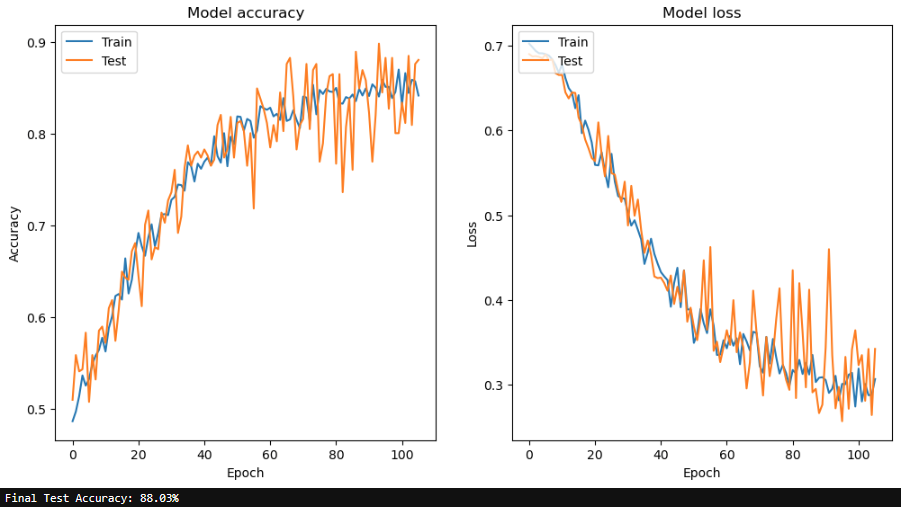 Model accuracy
Train
Test
0.9
0.8
0.7
0.6
0.5
Accuracy
0 20 40 60 80 100
Epoch
Model loss
Train
Test
0.7
0.6
0.5
0.4
0.3
Loss
0 20 40 60 80 100
Epoch
Final Test Accuracy: 88.03%